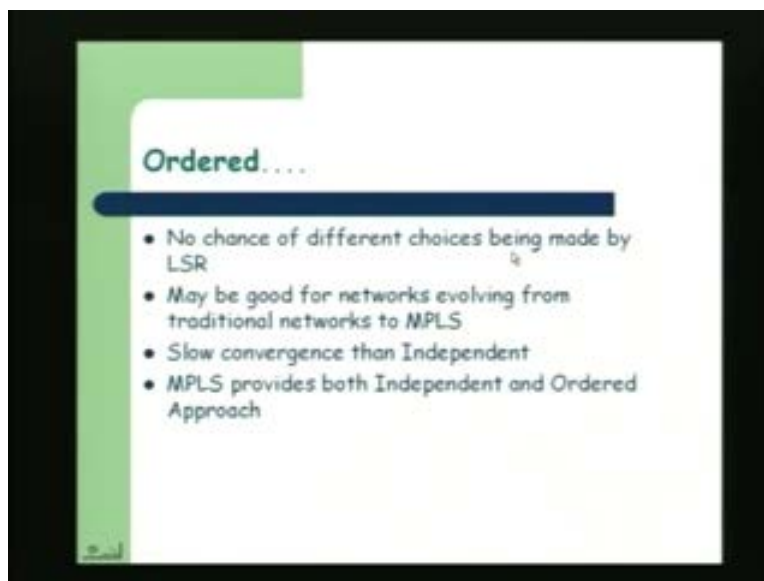 Ordered....
• No chance of different choices being made by
LSR
• May be good for networks evolving from
traditional networks to MPLS
• Slow convergence than Independent
• MPLS provides both Independent and Ordered
Approach